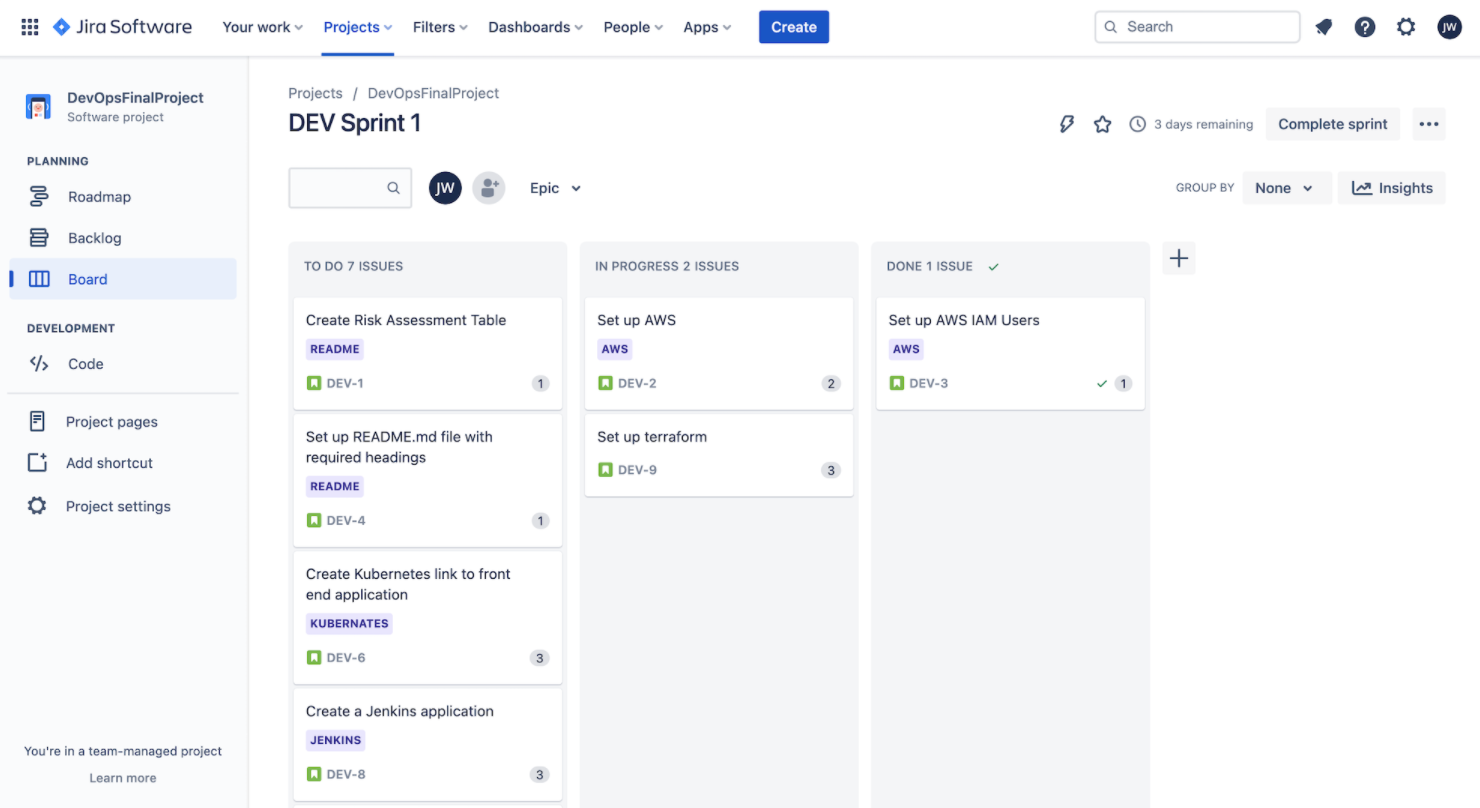 Jira Software
Your work
Projects
Filters
Dashboards
People
Apps
Create
Search
JW
DevOpsFinalProject
Software project
PLANNING
Roadmap
Backlog
Board
DEVELOPMENT
Code
Project pages
Add shortcut
Project settings
You're in a team-managed project
Learn more
Projects / DevOpsFinalProject
DEV Sprint 1
3 days remaining
Complete sprint
JW
Epic
GROUP BY
None
Insights
TO DO 7 ISSUES
Create Risk Assessment Table
README
DEV-1
1
Set up README.md file with
required headings
README
DEV-4
1
Create Kubernetes link to front
end application
KUBERNATES
DEV-6
3
Create a Jenkins application
JENKINS
DEV-8
3
IN PROGRESS 2 ISSUES
Set up AWS
AWS
DEV-2
2
Set up terraform
DEV-9
3
DONE 1 ISSUE
Set up AWS IAM Users
AWS
DEV-3
1